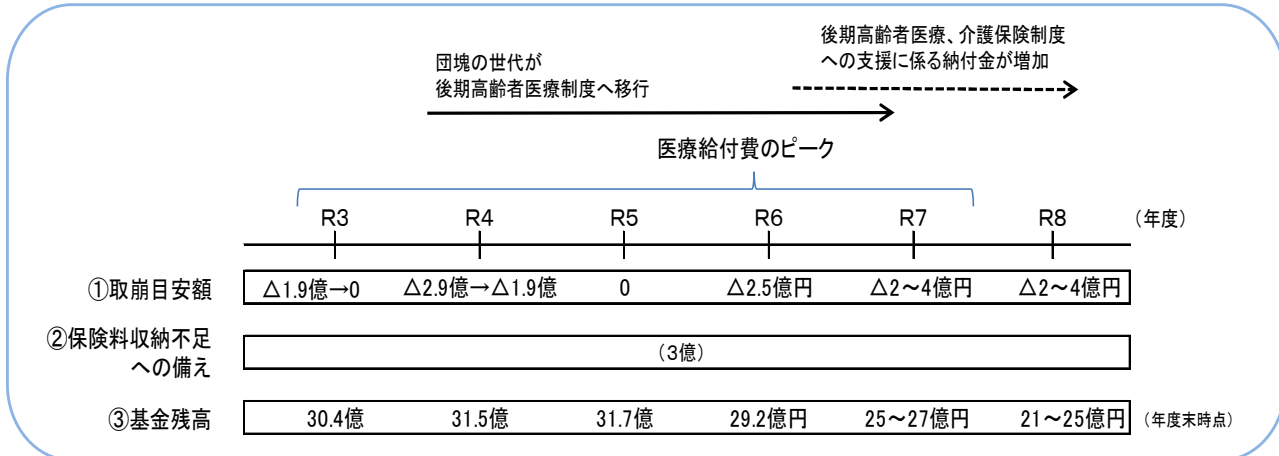 後期高齢者医療、介護保険制度
への支援に係る納付金が増加
団塊の世代が
後期高齢者医療制度へ移行
医療給付費のピーク
R3 R4 R5 R6 R7 R8 (年度)
①取崩目安額 △1.9億→0 △2.9億→△1.9億 0 △2.5億円 △2～4億円 △2～4億円
②保険料収納不足
への備え
(3億)
③基金残高 30.4億 31.5億 31.7億 29.2億円 25～27億円 21～25億円 (年度末時点)